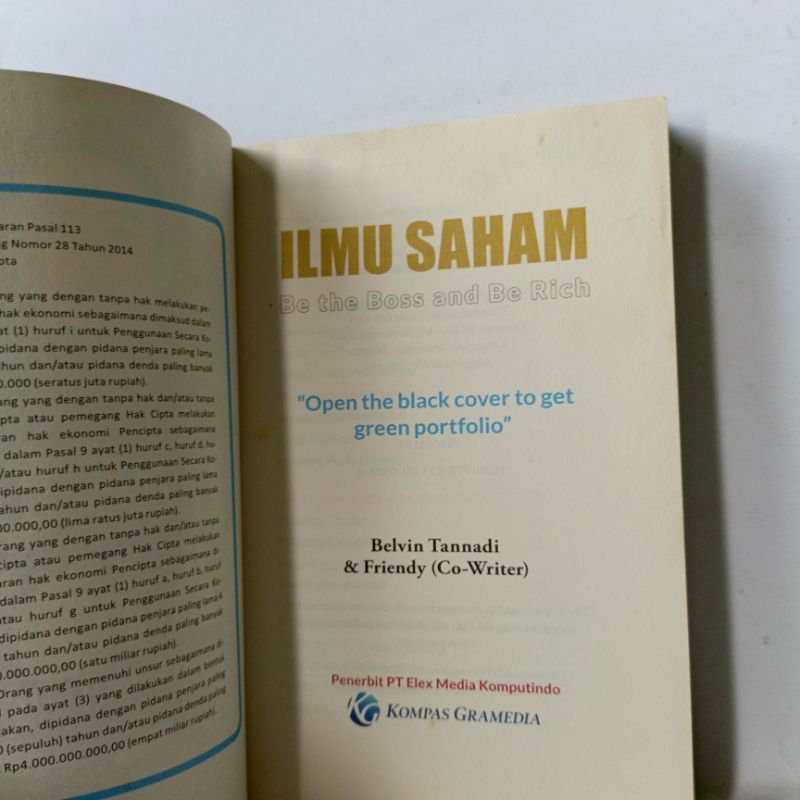 aran Pasal 113
g Nomor 28 Tahun 2014
pta
ng yang dengan tanpa hak melakukan pe-
hak ekonomi sebagaimana dimaksud dalam
at (1) huruf i untuk Penggunaan Secara Ko-
pidana dengan pidana penjara paling lama
hun dan/atau pidana denda paling banyak
0.000 (seratus juta rupiah).
ang yang dengan tanpa hak dan/atau tanpa
pta atau pemegang Hak Cipta melakukan
ran hak ekonomi Pencipta sebagaimana
dalam Pasal 9 ayat (1) huruf c, huruf d, hu-
/atau huruf h untuk Penggunaan Secara Ko-
dipidana dengan pidana penjara paling lama
tahun dan/atau pidana denda paling banyak
00.000,00 (lima ratus juta rupiah).
rang yang dengan tanpa hak dan/atau tanpa
cipta atau pemegang Hak Cipta melakukan
aran hak ekonomi Pencipta sebagaimana di-
dalam Pasal 9 ayat (1) huruf a, huruf b, huruf
atau huruf g untuk Penggunaan Secara Ko-
dipidana dengan pidana penjara paling lama 4
tahun dan/atau pidana denda paling banyak
0.000.000,00 (satu miliar rupiah).
Orang yang memenuhi unsur sebagaimana di-
pada ayat (3) yang dilakukan dalam bentuk
akan, dipidana dengan pidana penjara paling
0 (sepuluh) tahun dan/atau pidana denda paling
Rp4.000.000.000,00 (empat miliar rupiah).
ILMU SAHAM
Be the Boss and Be Rich
“Open the black cover to get
green portfolio”
Belvin Tannadi
& Friendy (Co-Writer)
Penerbit PT Elex Media Komputindo
KOMPAS GRAMEDIA